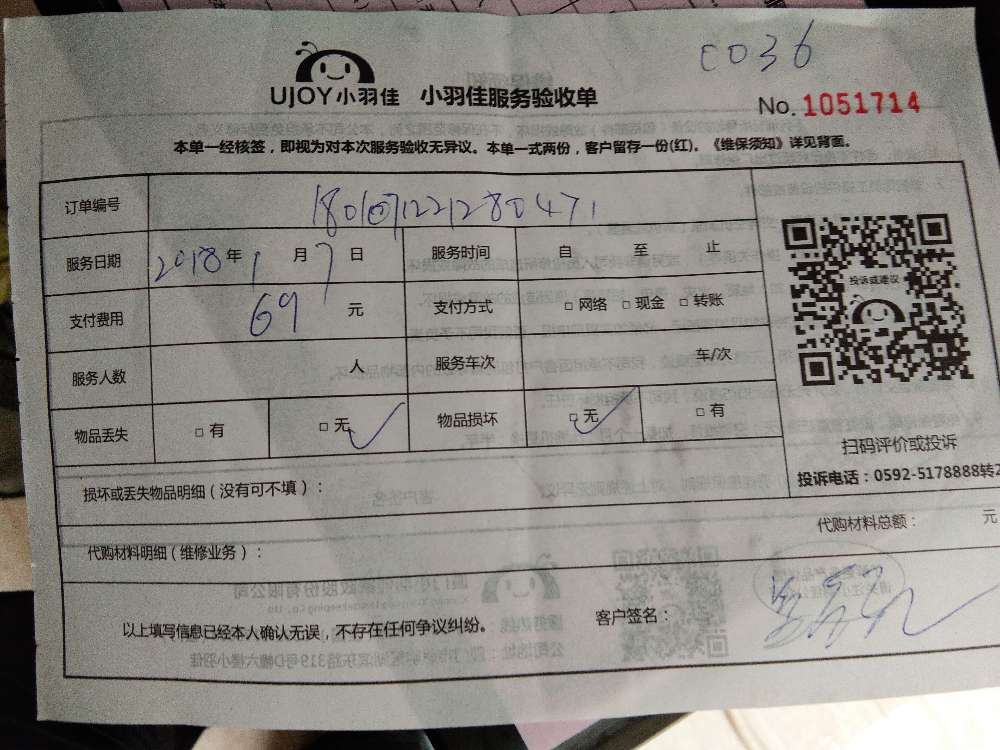 C036
UJOY小羽佳 小羽佳服务验收单
No. 1051714
本单一经核签，即视为对本次服务验收无异议。本单一式两份，客户留存一份(红)。《维保须知》详见背面。
订单编号
服务日期 2018年 1月 7日 服务时间 自 至 止
支付费用 69 元 支付方式 □ 网络 □ 现金 □ 转账
服务人数 人 服务车次 车/次
物品丢失 □ 有 □ 无 物品损坏 □ 无 □ 有
投诉或建议
扫码评价或投诉
投诉电话：0592-5178888转2
损坏或丢失物品明细（没有可不填）：
代购材料总额： 元
代购材料明细（维修业务）：
以上填写信息已经本人确认无误，不存在任何争议纠纷。 客户签名：